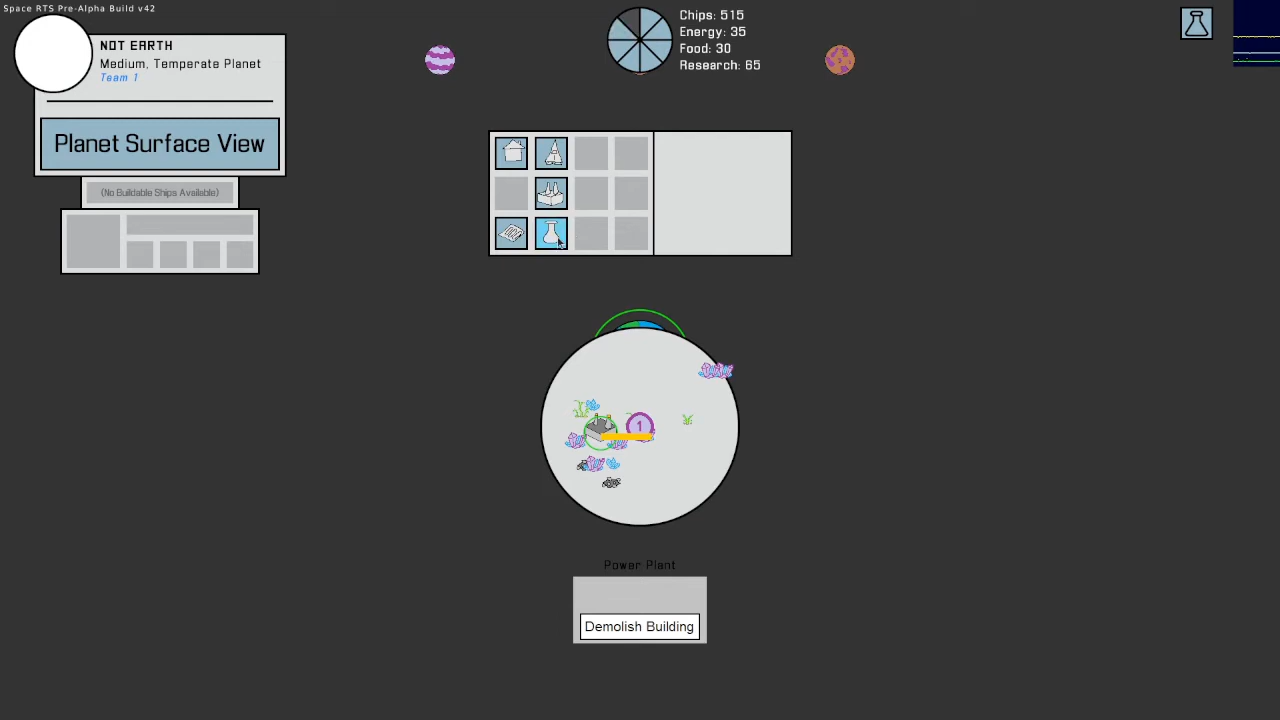 Space RTS Pre-Alpha Build v42
NOT EARTH
Medium, Temperate Planet
Team 1
Planet Surface View
(No Buildable Ships Available)
Chips: 515
Energy: 35
Food: 30
Research: 65
1
Power Plant
Demolish Building